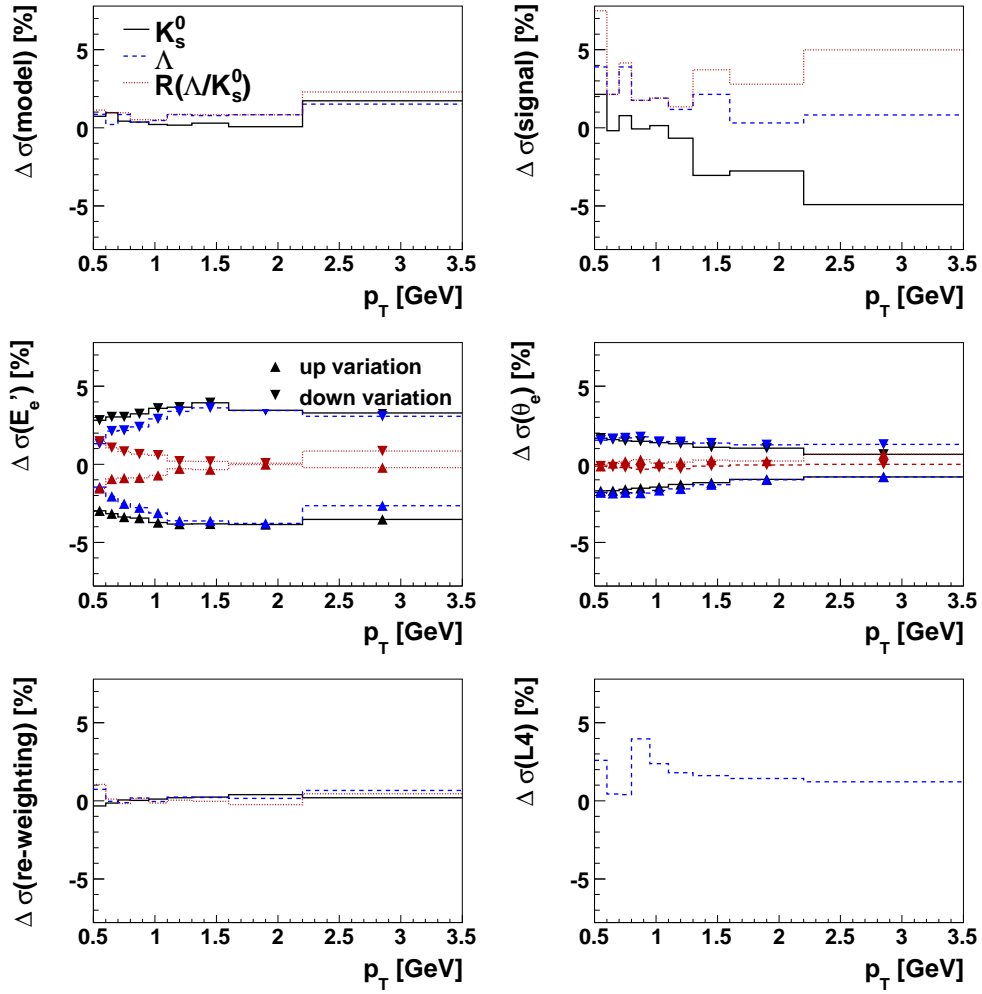 Δ σ(model) [%]
5
0
-5
K_s^0
Λ
R(Λ/K_s^0)
0.5 1 1.5 2 2.5 3 3.5
p_T [GeV]
Δ σ(signal) [%]
5
0
-5
0.5 1 1.5 2 2.5 3 3.5
p_T [GeV]
Δ σ(E_e') [%]
5
0
-5
up variation
down variation
0.5 1 1.5 2 2.5 3 3.5
p_T [GeV]
Δ σ(θ_e) [%]
5
0
-5
0.5 1 1.5 2 2.5 3 3.5
p_T [GeV]
Δ σ(re-weighting) [%]
5
0
-5
0.5 1 1.5 2 2.5 3 3.5
p_T [GeV]
Δ σ(L4) [%]
5
0
-5
0.5 1 1.5 2 2.5 3 3.5
p_T [GeV]